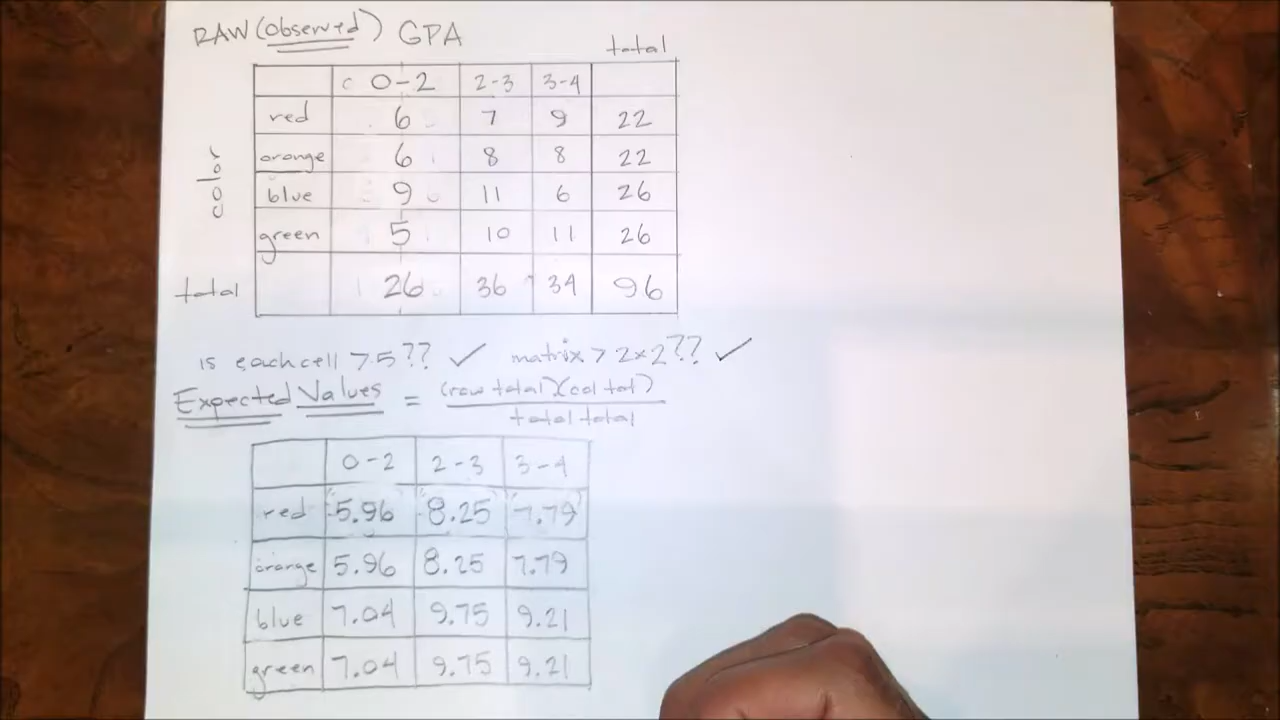 RAW (Observed) GPA
total
0-2 2-3 3-4
red 6 7 9 22
orange 6 8 8 22
color
blue 9 11 6 26
green 5 10 11 26
total 26 36 34 96
is each cell > 5?? ✓ matrix > 2x2?? ✓
Expected Values = (row total)(col tot)
total total
0-2 2-3 3-4
red 5.96 8.25 7.79
orange 5.96 8.25 7.79
blue 7.04 9.75 9.21
green 7.04 9.75 9.21